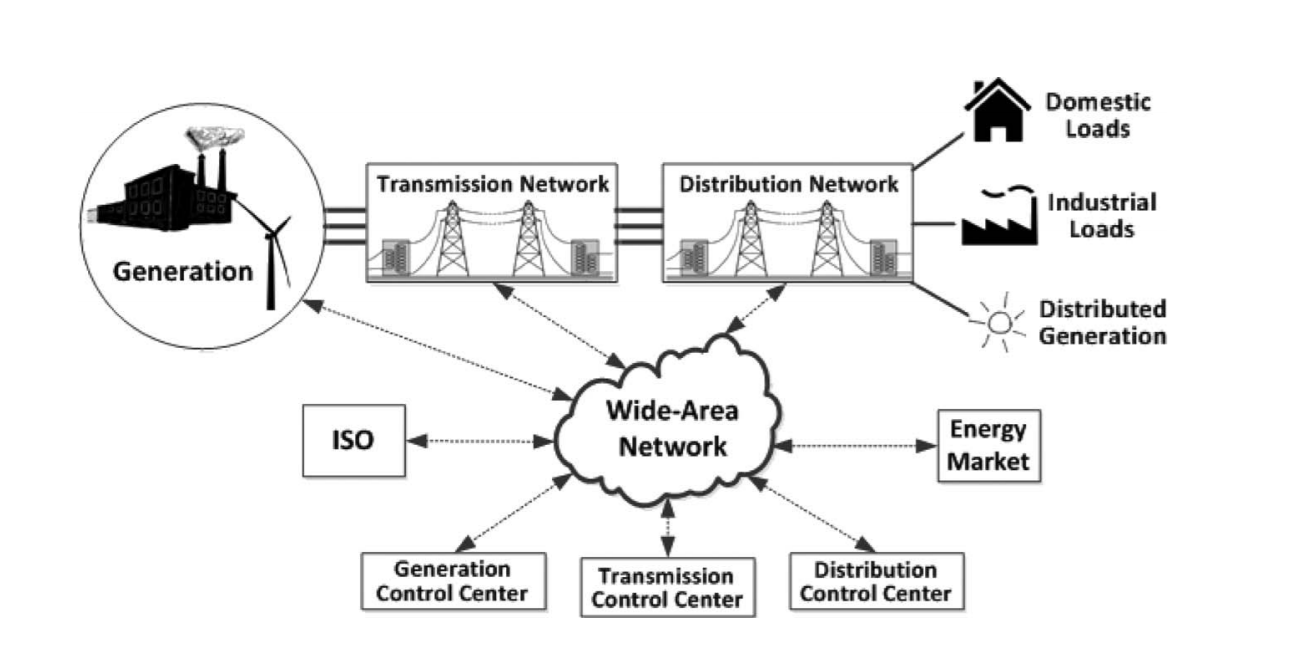 Domestic
Loads
Transmission Network
Distribution Network
Industrial
Loads
Generation
Distributed
Generation
Wide-Area
Network
ISO
Energy
Market
Generation
Control Center
Transmission
Control Center
Distribution
Control Center